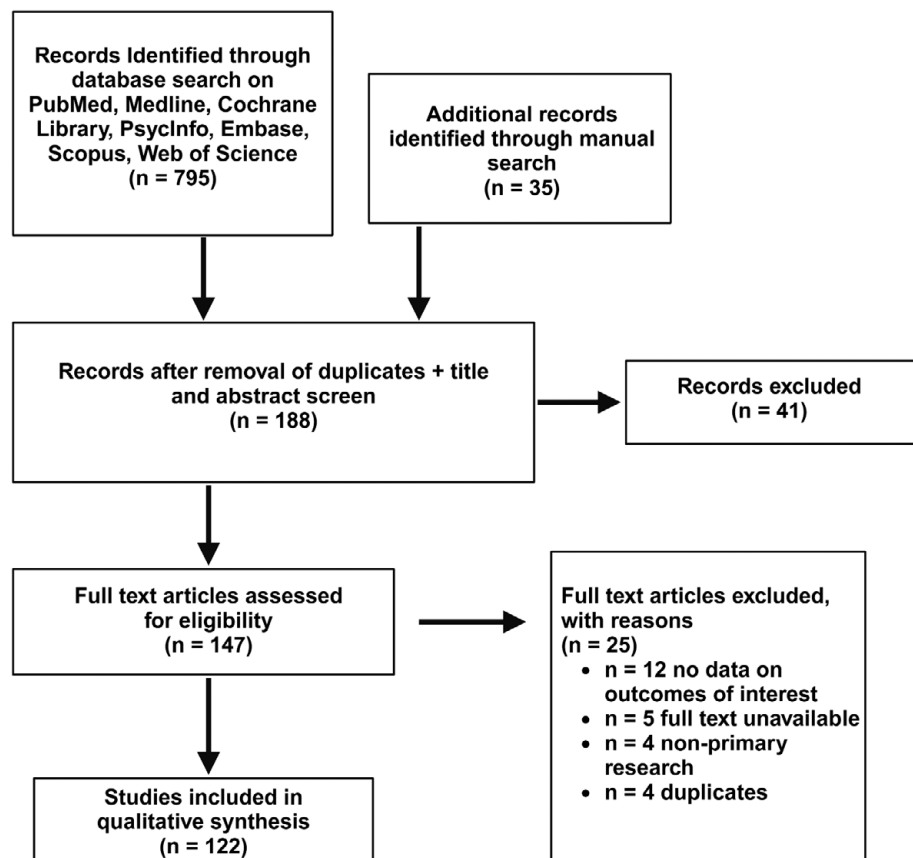 Records Identified through
database search on
PubMed, Medline, Cochrane
Library, PsycInfo, Embase,
Scopus, Web of Science
(n = 795)
Additional records
identified through manual
search
(n = 35)
Records after removal of duplicates + title
and abstract screen
(n = 188)
Records excluded
(n = 41)
Full text articles assessed
for eligibility
(n = 147)
Full text articles excluded,
with reasons
(n = 25)
• n = 12 no data on
outcomes of interest
• n = 5 full text unavailable
• n = 4 non-primary
research
• n = 4 duplicates
Studies included in
qualitative synthesis
(n = 122)